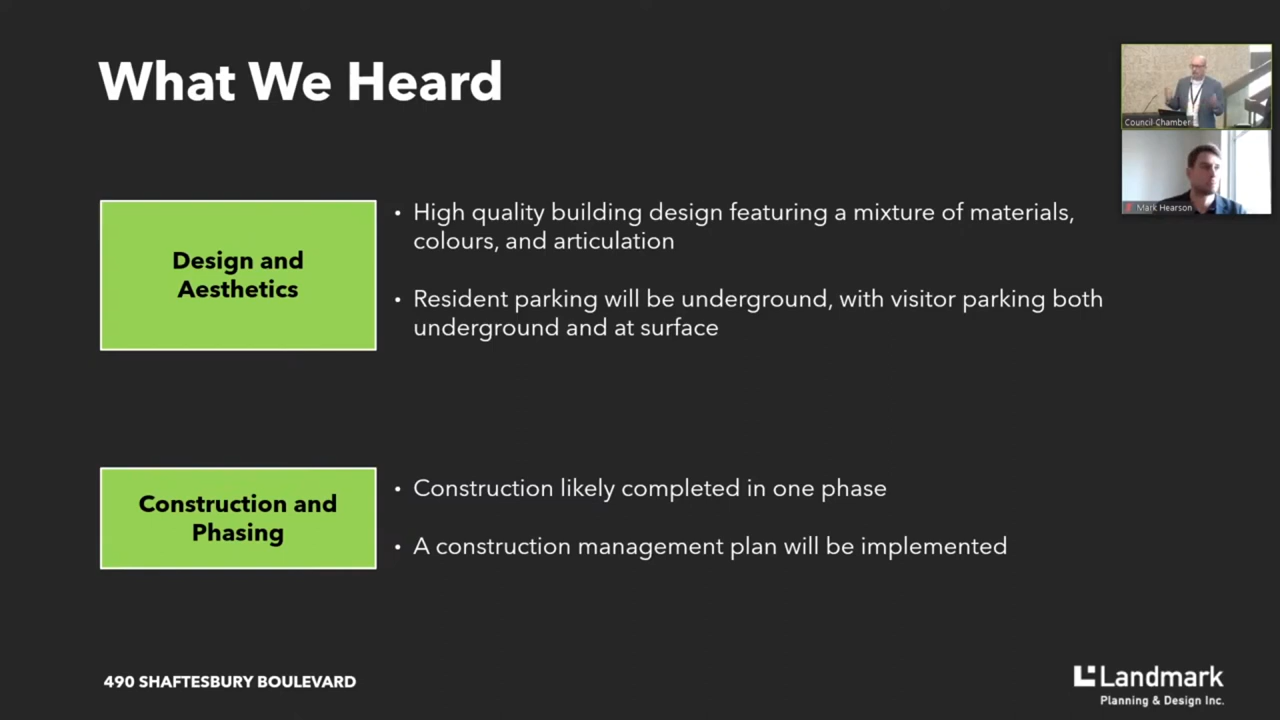 What We Heard
Council Chamber
Mark Hearson
Design and
Aesthetics
• High quality building design featuring a mixture of materials,
colours, and articulation
• Resident parking will be underground, with visitor parking both
underground and at surface
Construction and
Phasing
• Construction likely completed in one phase
• A construction management plan will be implemented
490 SHAFTESBURY BOULEVARD
Landmark
Planning & Design Inc.